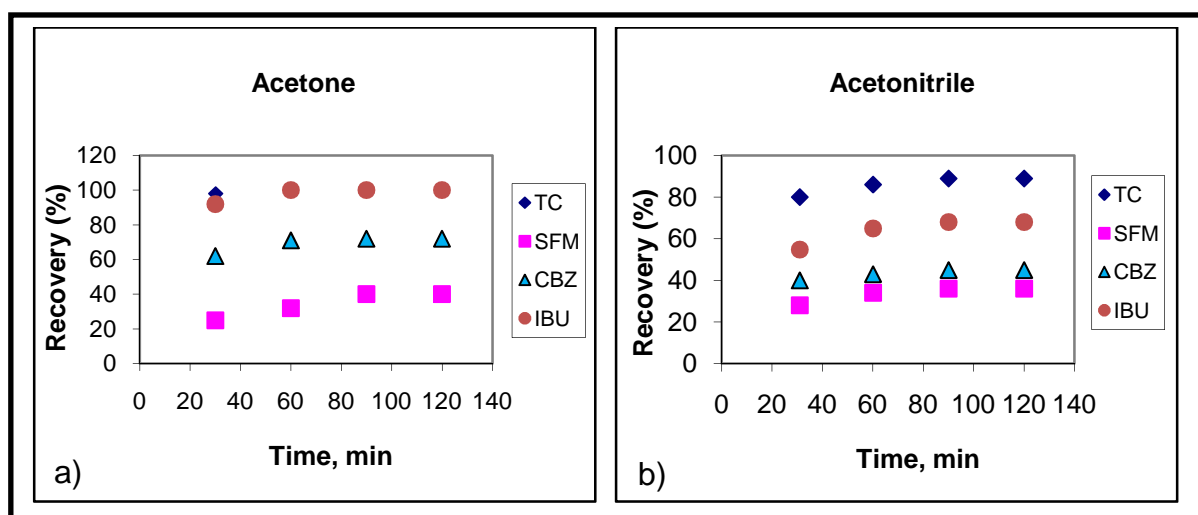 Acetone
120
100
80
60
40
20
0
Recovery (%)
0 20 40 60 80 100 120 140
Time, min
TC
SFM
CBZ
IBU
a)
Acetonitrile
100
80
60
40
20
0
Recovery (%)
0 20 40 60 80 100 120 140
Time, min
TC
SFM
CBZ
IBU
b)